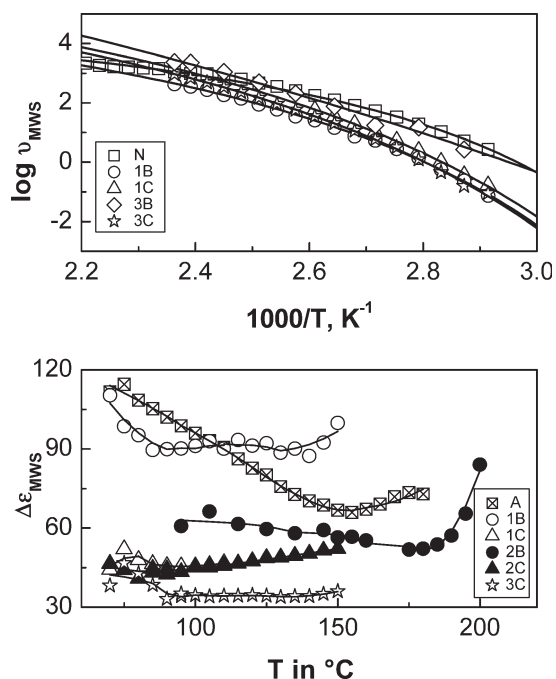 4
2
0
-2
log υMWS
N
1B
1C
3B
3C
2.2 2.4 2.6 2.8 3.0
1000/T, K-1
120
90
60
30
ΔεMWS
A
1B
1C
2B
2C
3C
100 150 200
T in °C